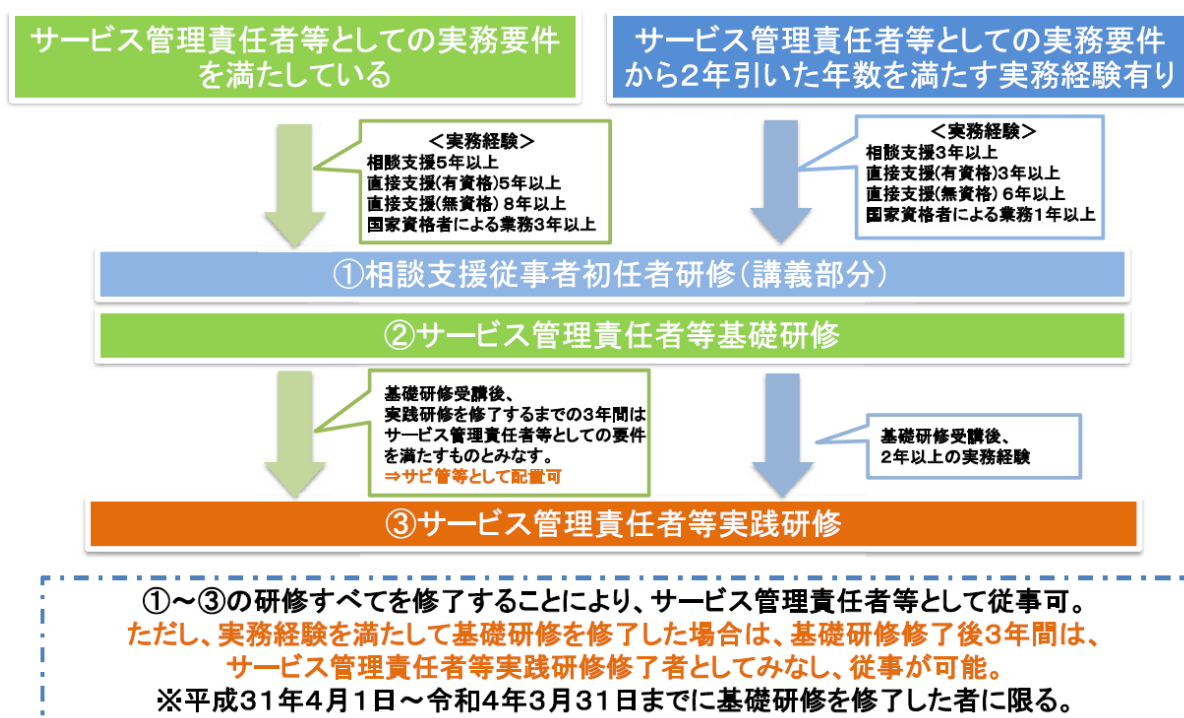 サービス管理責任者等としての実務要件
を満たしている
サービス管理責任者等としての実務要件
から2年引いた年数を満たす実務経験有り
＜実務経験＞
相談支援5年以上
直接支援(有資格)5年以上
直接支援(無資格)8年以上
国家資格者による業務3年以上
＜実務経験＞
相談支援3年以上
直接支援(有資格)3年以上
直接支援(無資格)6年以上
国家資格者による業務1年以上
①相談支援従事者初任者研修(講義部分)
②サービス管理責任者等基礎研修
基礎研修受講後、
実践研修を修了するまでの3年間は
サービス管理責任者等としての要件
を満たすものとみなす。
⇒サビ管等として配置可
基礎研修受講後、
2年以上の実務経験
③サービス管理責任者等実践研修
①～③の研修すべてを修了することにより、サービス管理責任者等として従事可。
ただし、実務経験を満たして基礎研修を修了した場合は、基礎研修修了後3年間は、
サービス管理責任者等実践研修修了者としてみなし、従事が可能。
※平成31年4月1日～令和4年3月31日までに基礎研修を修了した者に限る。